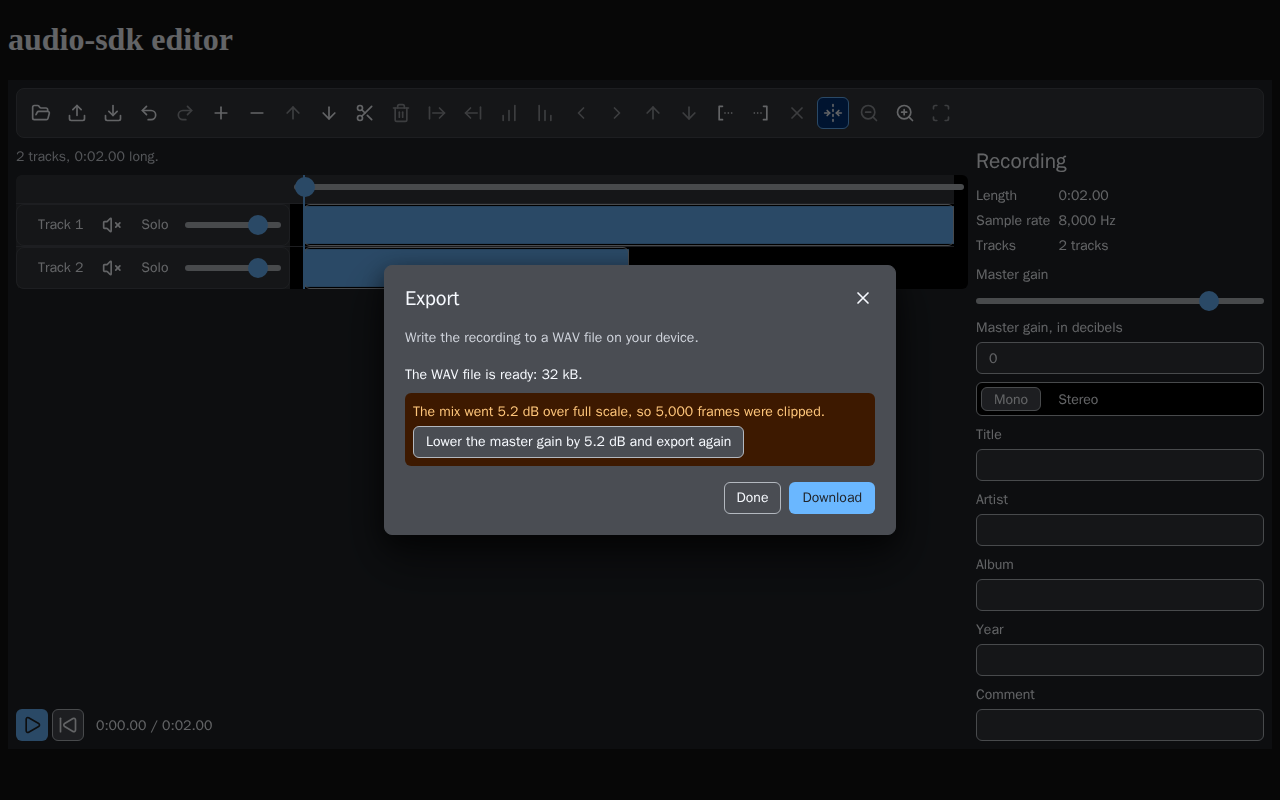 audio-sdk editor
2 tracks, 0:02.00 long.
Track 1
Solo
Track 2
Solo
Recording
Length 0:02.00
Sample rate 8,000 Hz
Tracks 2 tracks
Master gain
Master gain, in decibels
0
Mono Stereo
Title
Artist
Album
Year
Comment
Export
Write the recording to a WAV file on your device.
The WAV file is ready: 32 kB.
The mix went 5.2 dB over full scale, so 5,000 frames were clipped.
Lower the master gain by 5.2 dB and export again
Done Download
0:00.00 / 0:02.00